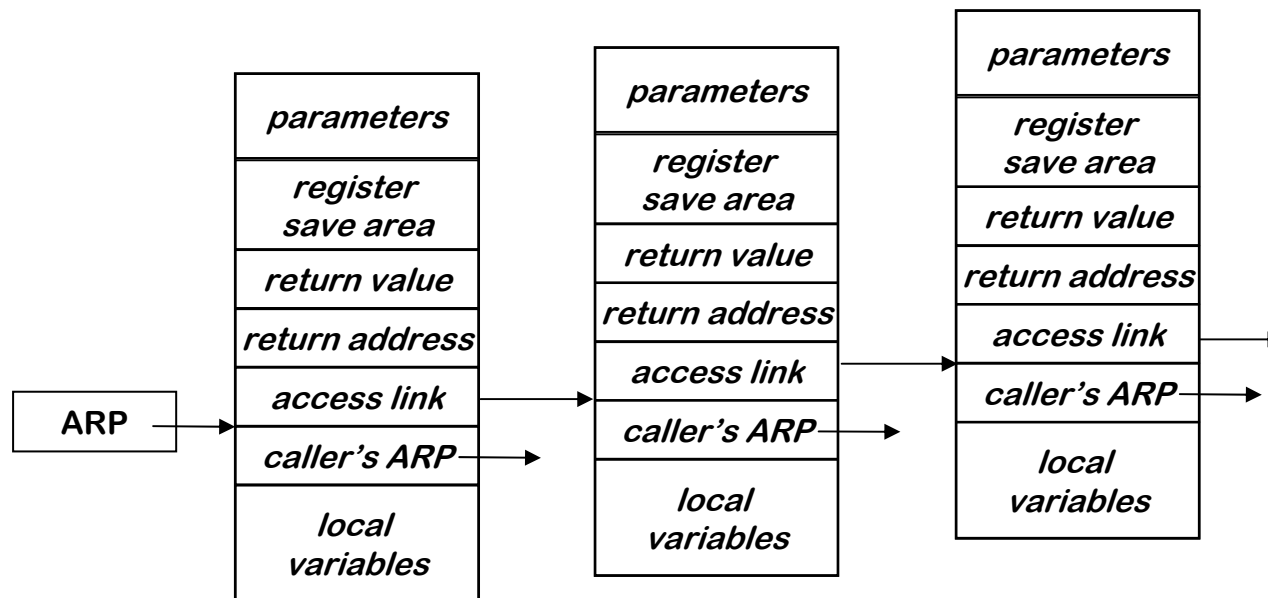 ARP
parameters
register
save area
return value
return address
access link
caller's ARP
local
variables
parameters
register
save area
return value
return address
access link
caller's ARP
local
variables
parameters
register
save area
return value
return address
access link
caller's ARP
local
variables